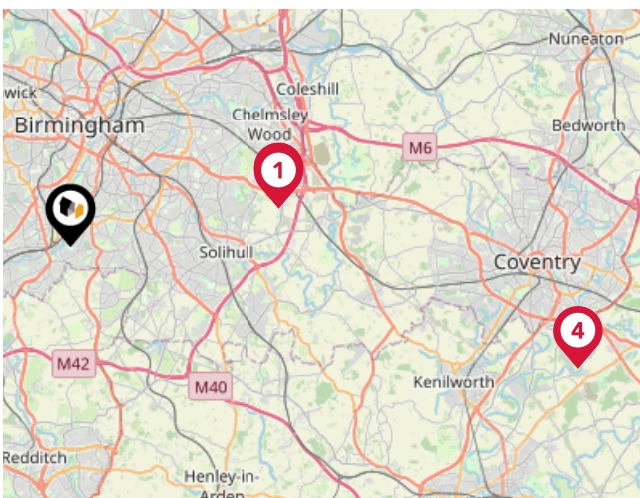 Nuneaton
Coleshill
wick
Chelmsley
Wood
Birmingham
Bedworth
M6
1
Solihull
Coventry
4
M42
M40
Kenilworth
Redditch
Henley-in-
Arden